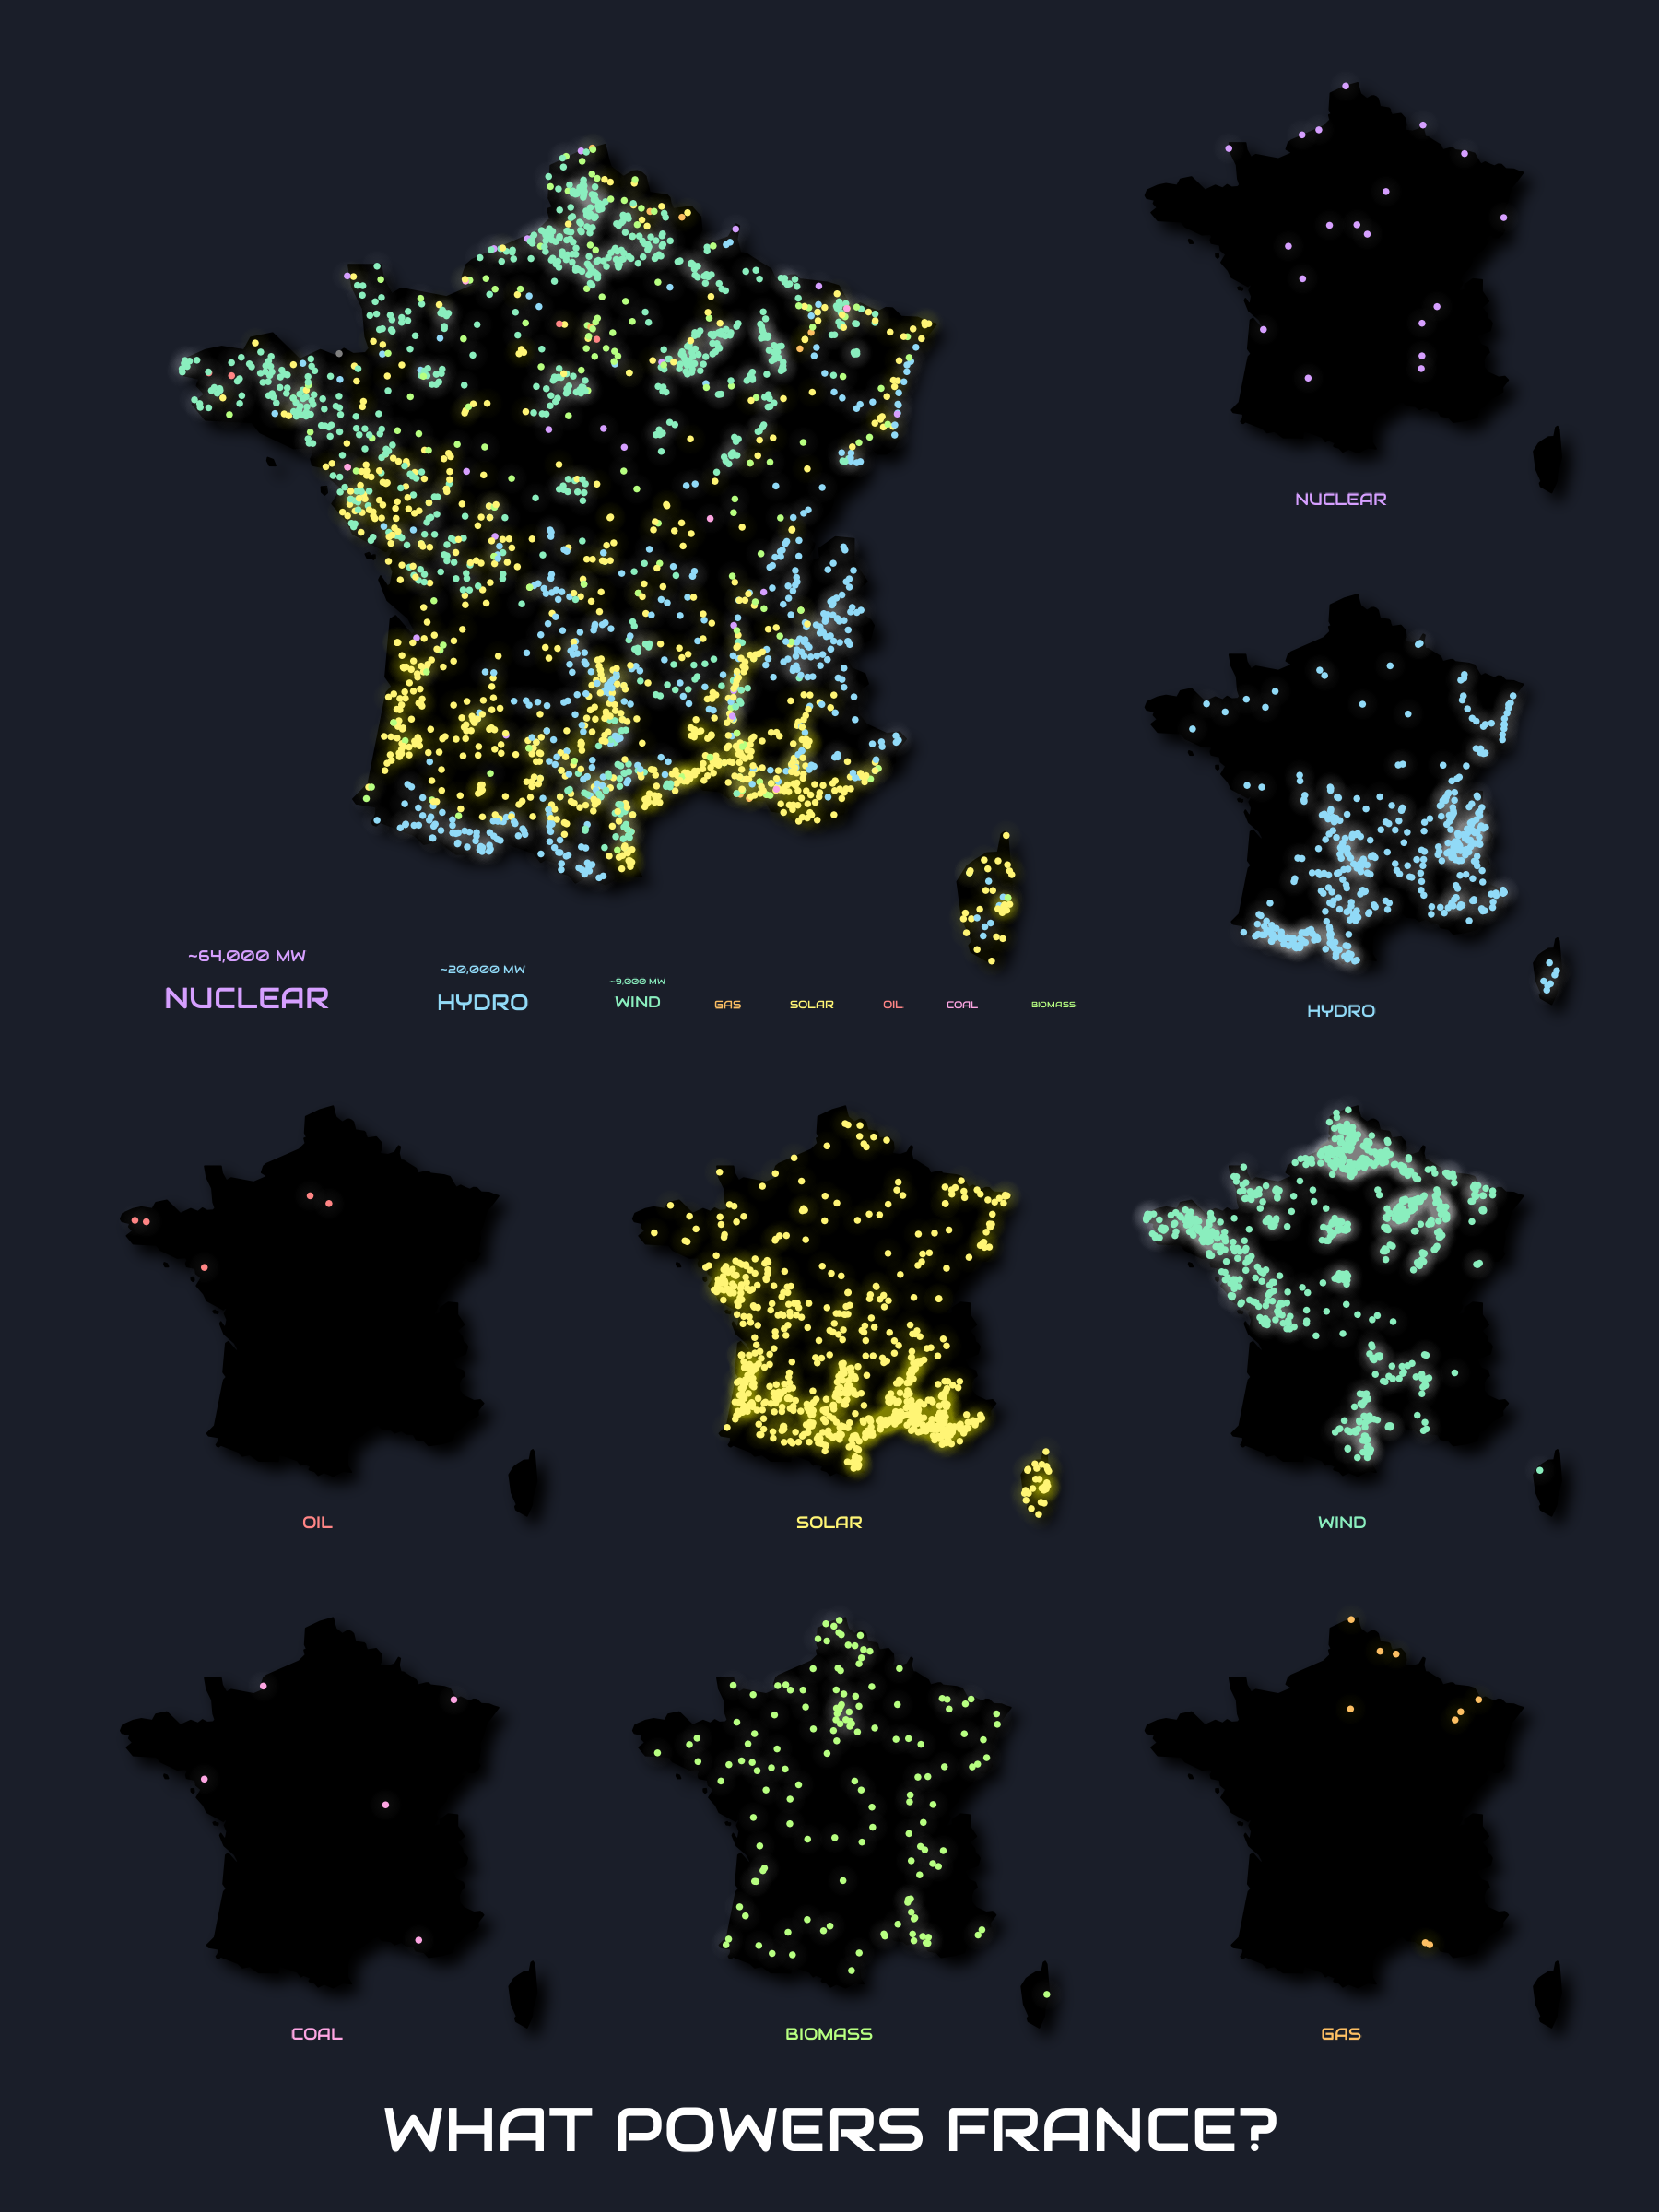 NUCLEAR
HYDRO
~64,000 MW
NUCLEAR
~20,000 MW
HYDRO
~9,000 MW
WIND
GAS
SOLAR
OIL
COAL
BIOMASS
OIL
SOLAR
WIND
COAL
BIOMASS
GAS
WHAT POWERS FRANCE?